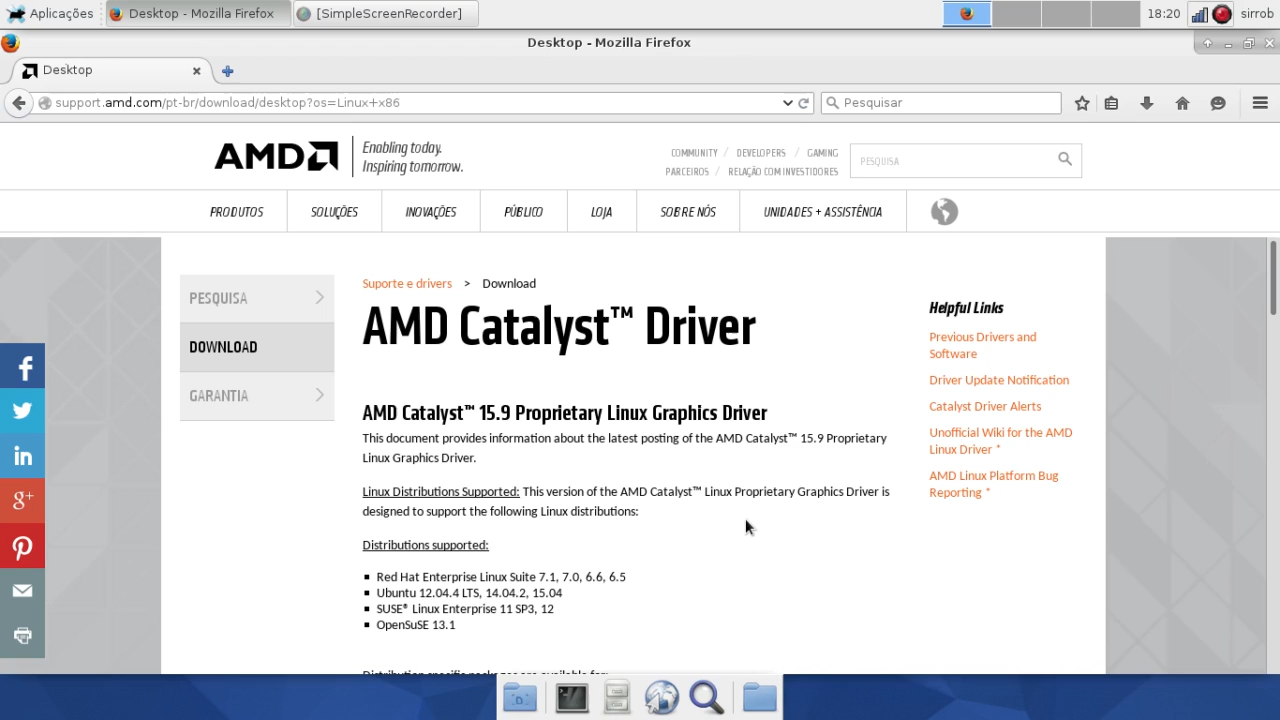 Aplicações
Desktop - Mozilla Firefox
[SimpleScreenRecorder]
18:20
sirrob
Desktop - Mozilla Firefox
Desktop
support.amd.com/pt-br/download/desktop?os=Linux+x86
Pesquisar
AMD
Enabling today.
Inspiring tomorrow.
COMMUNITY / DEVELOPERS / GAMING
PARCEIROS / RELAÇÃO COM INVESTIDORES
PESQUISA
PRODUTOS
SOLUÇÕES
INOVAÇÕES
PÚBLICO
LOJA
SOBRE NÓS
UNIDADES + ASSISTÊNCIA
PESQUISA
DOWNLOAD
GARANTIA
Suporte e drivers > Download
AMD Catalyst™ Driver
AMD Catalyst™ 15.9 Proprietary Linux Graphics Driver
This document provides information about the latest posting of the AMD Catalyst™ 15.9 Proprietary
Linux Graphics Driver.
Linux Distributions Supported: This version of the AMD Catalyst™ Linux Proprietary Graphics Driver is
designed to support the following Linux distributions:
Distributions supported:
Red Hat Enterprise Linux Suite 7.1, 7.0, 6.6, 6.5
Ubuntu 12.04.4 LTS, 14.04.2, 15.04
SUSE® Linux Enterprise 11 SP3, 12
OpenSuSE 13.1
Distribution specific packages are available for:
Helpful Links
Previous Drivers and
Software
Driver Update Notification
Catalyst Driver Alerts
Unofficial Wiki for the AMD
Linux Driver *
AMD Linux Platform Bug
Reporting *